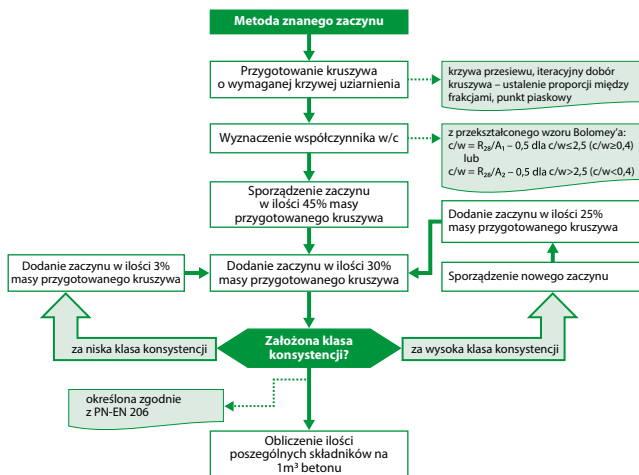 Metoda znanego zaczynu
Przygotowanie kruszywa
o wymaganej krzywej uziarnienia
krzywa przesiewu, iteracyjny dobór
kruszywa – ustalenie proporcji między
frakcjami, punkt piaskowy
Wyznaczenie współczynnika w/c
z przekształconego wzoru Bolomey’a:
c/w = R₂₈/A₁ – 0,5 dla c/w≤2,5 (c/w≥0,4)
lub
c/w = R₂₈/A₂ – 0,5 dla c/w>2,5 (c/w<0,4)
Sporządzenie zaczynu
w ilości 45% masy
przygotowanego kruszywa
Dodanie zaczynu w ilości 25%
masy przygotowanego kruszywa
Dodanie zaczynu w ilości 3%
masy przygotowanego kruszywa
Dodanie zaczynu w ilości 30%
masy przygotowanego kruszywa
Sporządzenie nowego zaczynu
za niska klasa konsystencji
Założona klasa
konsystencji?
za wysoka klasa konsystencji
określona zgodnie
z PN-EN 206
Obliczenie ilości
poszególnych składników na
1m³ betonu